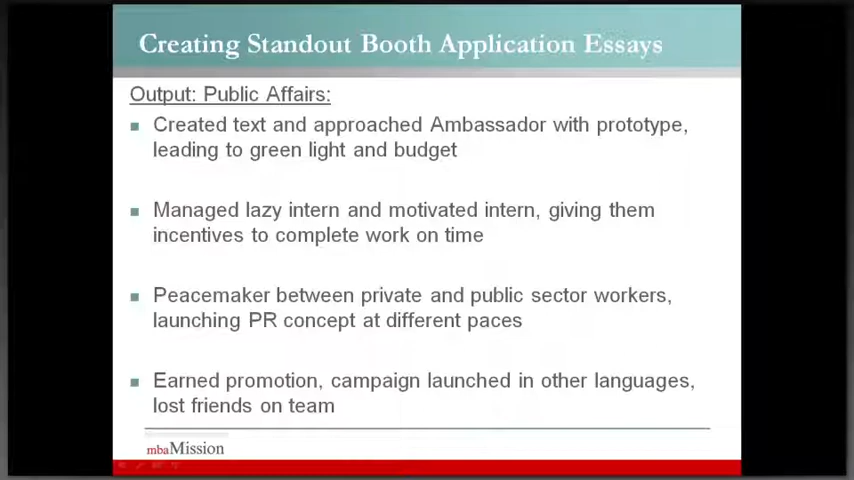 Creating Standout Booth Application Essays
Output: Public Affairs:
Created text and approached Ambassador with prototype,
leading to green light and budget
Managed lazy intern and motivated intern, giving them
incentives to complete work on time
Peacemaker between private and public sector workers,
launching PR concept at different paces
Earned promotion, campaign launched in other languages,
lost friends on team
mbaMission